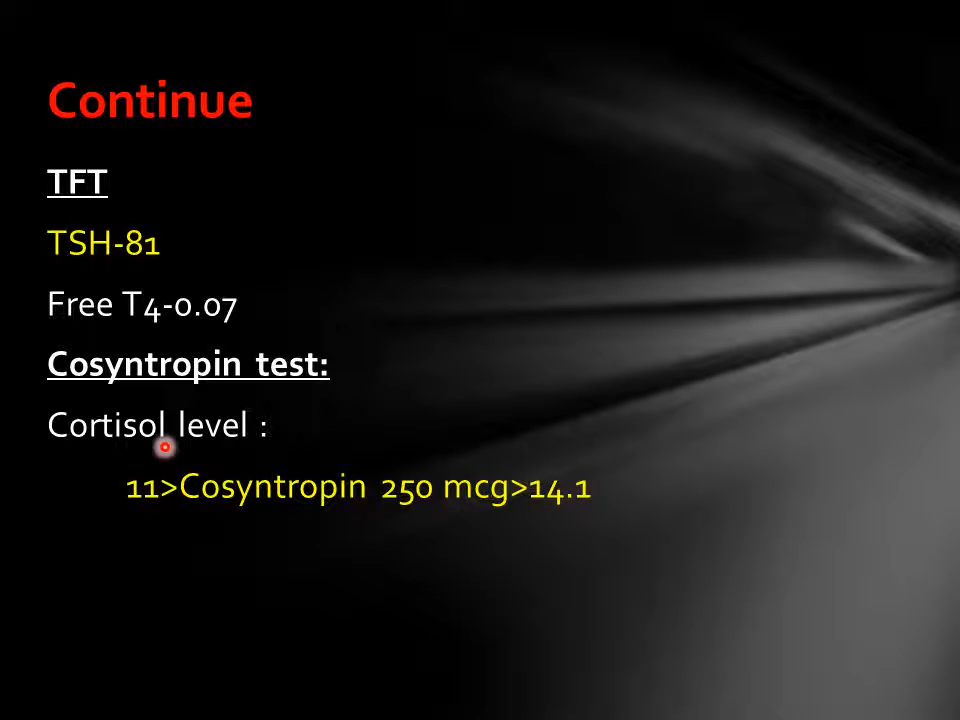 Continue
TFT
TSH-81
Free T4-0.07
Cosyntropin test:
Cortisol level :
11>Cosyntropin 250 mcg>14.1